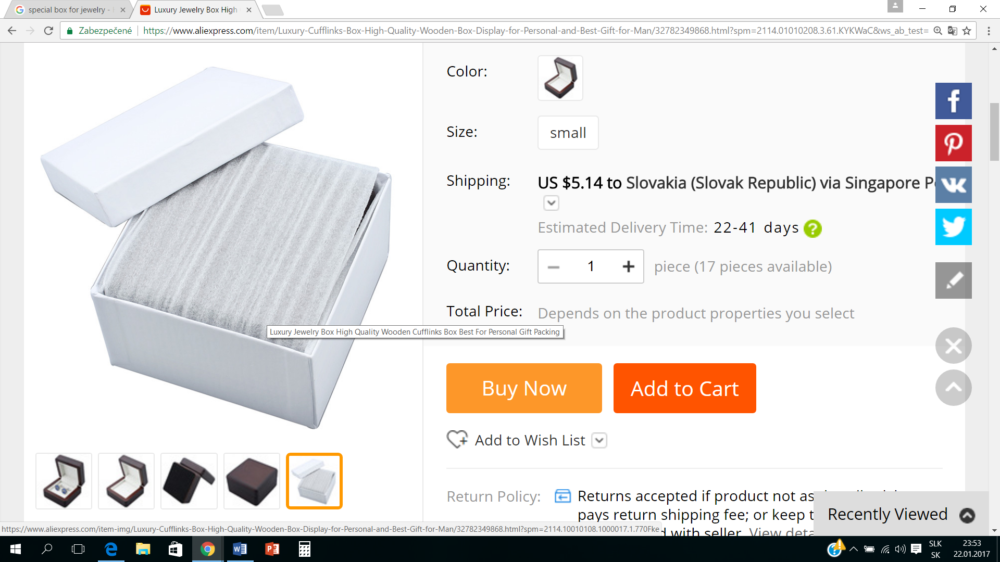 special box for jewelry -
Luxury Jewelry Box High
Zabezpečené
https://www.aliexpress.com/item/Luxury-Cufflinks-Box-High-Quality-Wooden-Box-Display-for-Personal-and-Best-Gift-for-Man/32782349868.html?spm=2114.01010208.3.61.KYKWaC&ws_ab_test=
Color:
Size: small
Shipping: US $5.14 to Slovakia (Slovak Republic) via Singapore
Estimated Delivery Time: 22-41 days ?
Quantity: 1 piece (17 pieces available)
Total Price: Depends on the product properties you select
Luxury Jewelry Box High Quality Wooden Cufflinks Box Best For Personal Gift Packing
Buy Now Add to Cart
Add to Wish List
Return Policy: Returns accepted if product not as
pays return shipping fee; or keep
with seller. View
Recently Viewed
https://www.aliexpress.com/item-img/Luxury-Cufflinks-Box-High-Quality-Wooden-Box-Display-for-Personal-and-Best-Gift-for-Man/32782349868.html?spm=2114.10010108.1000017.1.770Fke
SLK
SK
23:53
22.01.2017